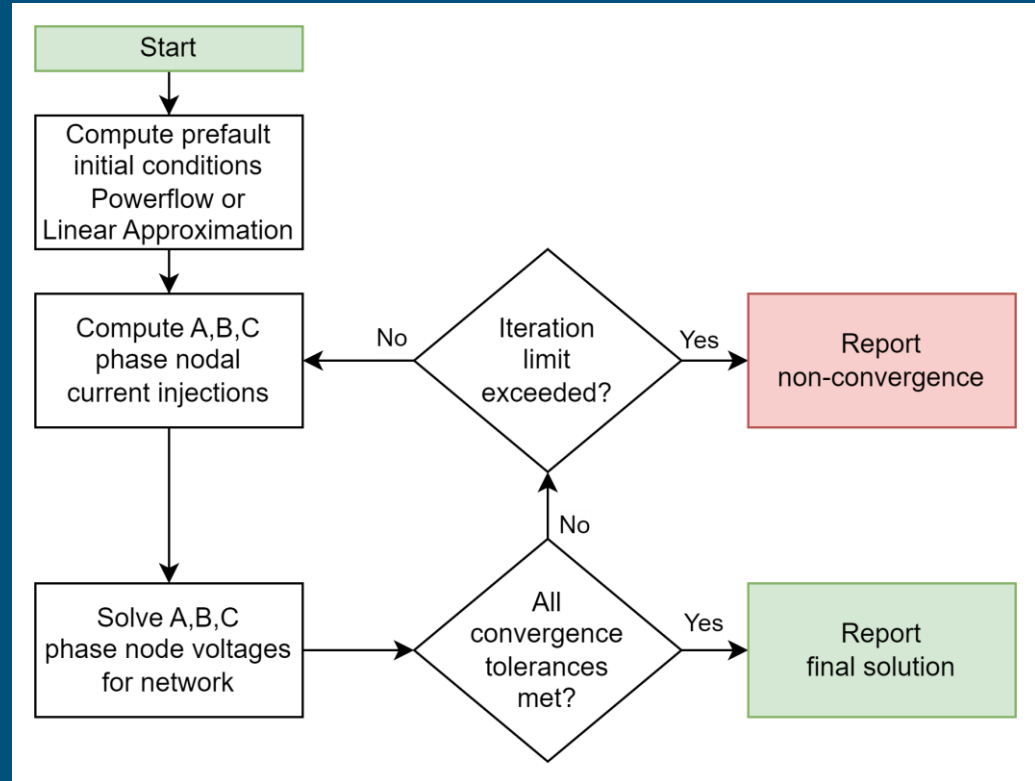 Start
Compute prefault
initial conditions
Powerflow or
Linear Approximation
Compute A,B,C
phase nodal
current injections
No
Iteration
limit
exceeded?
Yes
Report
non-convergence
No
Solve A,B,C
phase node voltages
for network
All
convergence
tolerances
met?
Yes
Report
final solution